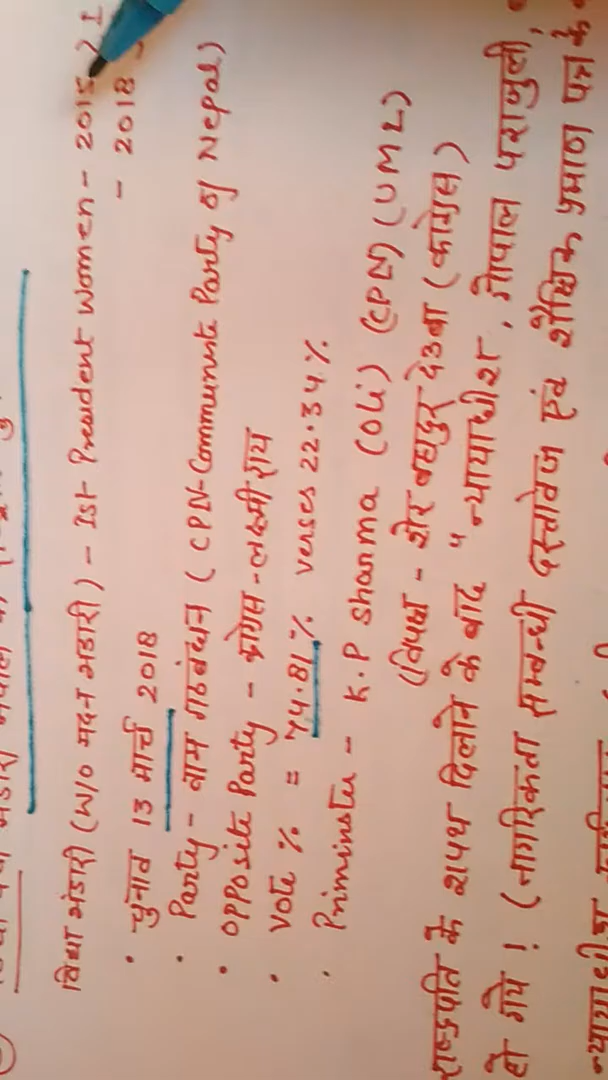 विद्या भंडारी (W/O मदन भंडारी) - Ist President Women - 2015
- 2018 -
• चुनाव 13 मार्च 2018
• Party - वाम गठबंधन (CPN-Communiste Party of Nepal)
• Opposite Party - कांग्रेस - लक्ष्मी राय
• Vote % = 74.81% verses 22.34%
• Priminster - K.P Sharma (Oli) (CPN) (UML)
(विपक्ष - शेर बहादुर देउबा (कांग्रेस)
राष्ट्रपति के शपथ दिलाने के बाद " न्यायाधीश, गोपाल पराजुली
हो गये ! (नागरिकता सम्बन्धी दस्तावेज एवं शैक्षिक प्रमाण पत्र के